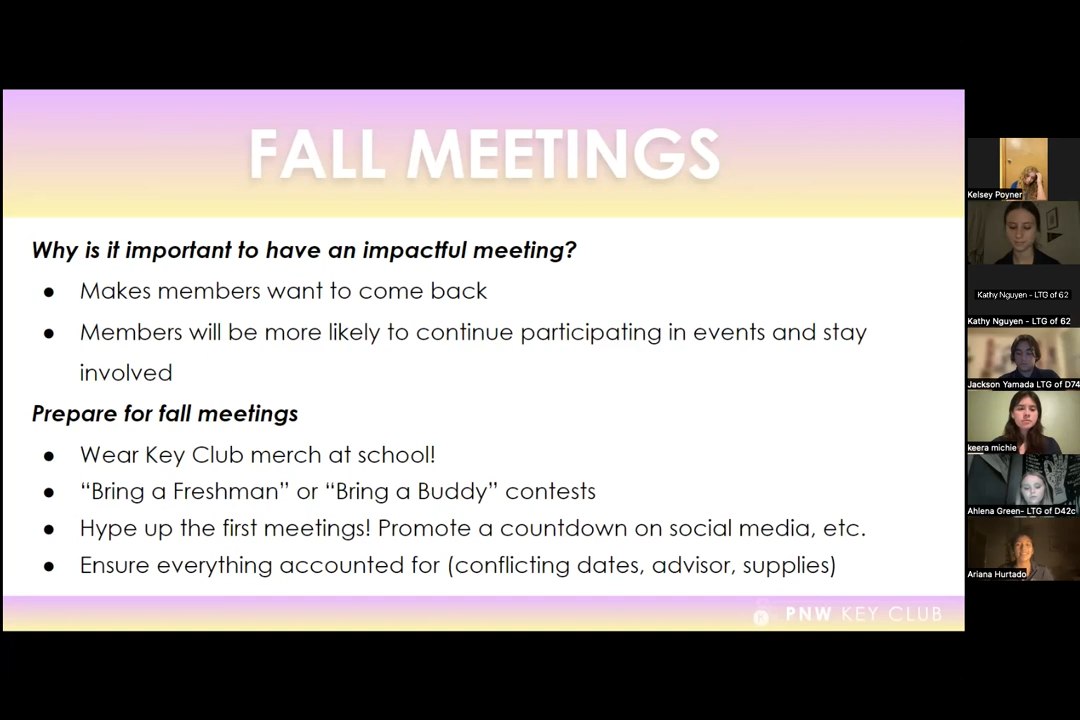 FALL MEETINGS
Why is it important to have an impactful meeting?
● Makes members want to come back
● Members will be more likely to continue participating in events and stay
involved
Prepare for fall meetings
● Wear Key Club merch at school!
● “Bring a Freshman” or “Bring a Buddy” contests
● Hype up the first meetings! Promote a countdown on social media, etc.
● Ensure everything accounted for (conflicting dates, advisor, supplies)
PNW KEY CLUB
Kelsey Poyner
Kathy Nguyen - LTG of 62
Kathy Nguyen - LTG of 62
Jackson Yamada LTG of D74
keera michie
Ahlena Green- LTG of D42c
Ariana Hurtado